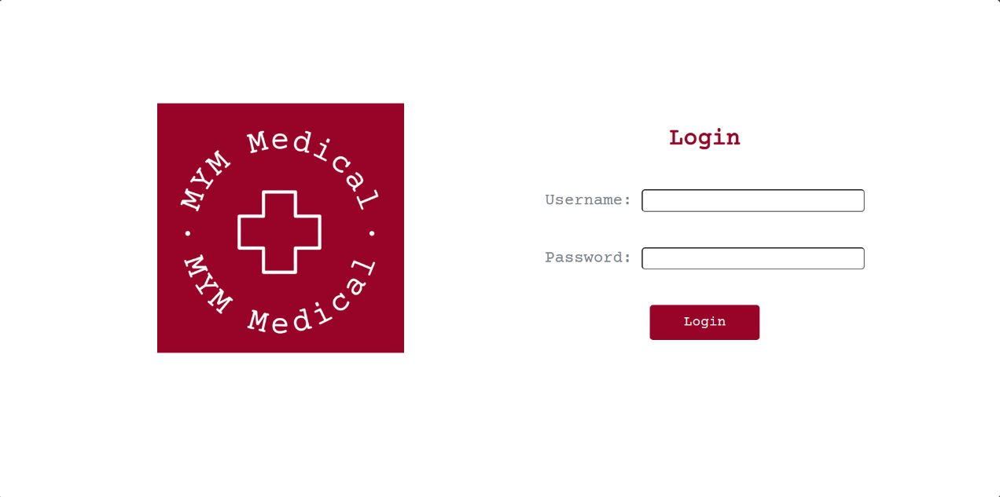 MYM Medical · MYM Medical ·
Login
Username:
Password:
Login